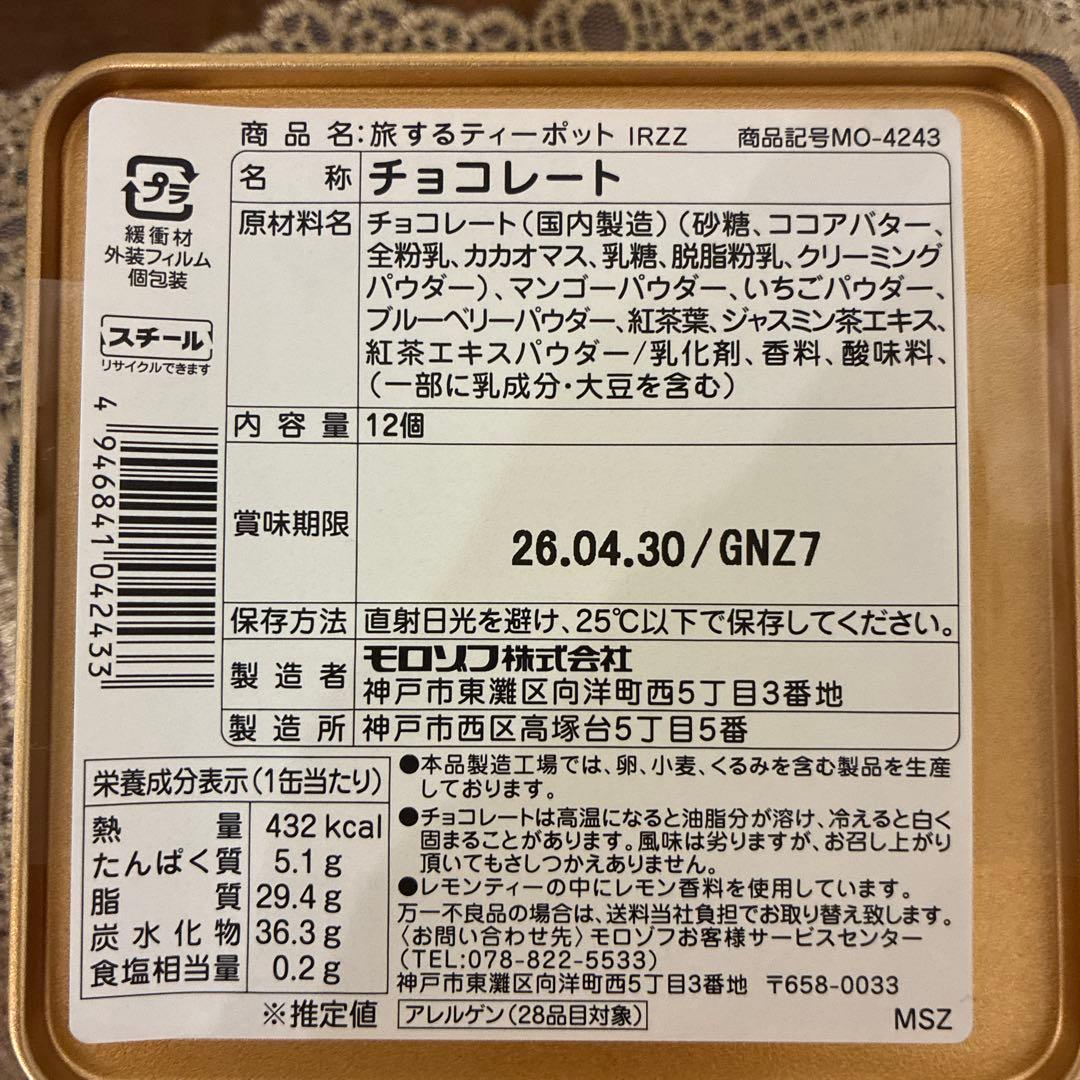 商品名:旅するティーポット IRZZ 商品記号MO-4243
プラ
緩衝材
外装フィルム
個包装
スチール
リサイクルできます
4 946841 042433
名称 チョコレート
原材料名 チョコレート(国内製造)(砂糖、ココアバター、
全粉乳、カカオマス、乳糖、脱脂粉乳、クリーミング
パウダー)、マンゴーパウダー、いちごパウダー、
ブルーベリーパウダー、紅茶葉、ジャスミン茶エキス、
紅茶エキスパウダー/乳化剤、香料、酸味料、
(一部に乳成分・大豆を含む)
内容量 12個
賞味期限 26.04.30/GNZ7
保存方法 直射日光を避け、25℃以下で保存してください。
製造者 モロゾフ株式会社
神戸市東灘区向洋町西5丁目3番地
製造所 神戸市西区高塚台5丁目5番
栄養成分表示(1缶当たり)
熱量 432kcal
たんぱく質 5.1g
脂質 29.4g
炭水化物 36.3g
食塩相当量 0.2g
※推定値
●本品製造工場では、卵、小麦、くるみを含む製品を生産
しております。
●チョコレートは高温になると油脂分が溶け、冷えると白く
固まることがあります。風味は劣りますが、お召し上がり
頂いてもさしつかえありません。
●レモンティーの中にレモン香料を使用しています。
万一不良品の場合は、送料当社負担でお取り替え致します。
〈お問い合わせ先〉モロゾフお客様サービスセンター
(TEL:078-822-5533)
神戸市東灘区向洋町西5丁目3番地 〒658-0033
アレルゲン(28品目対象)
MSZ